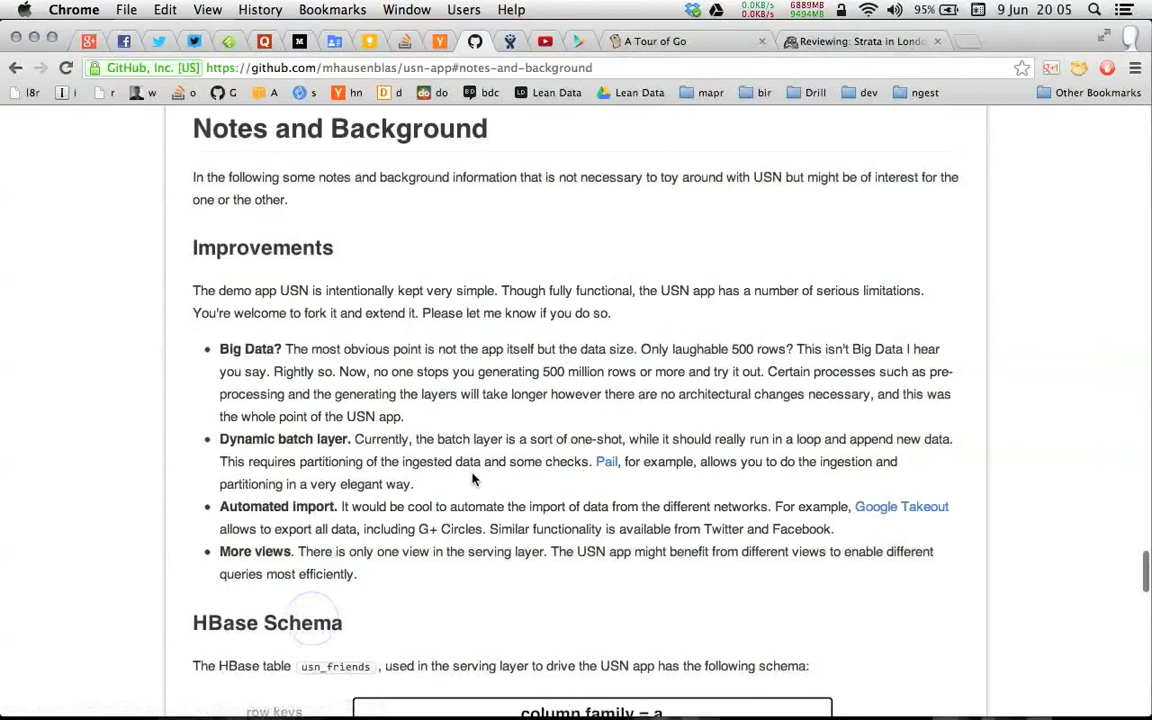 Chrome File Edit View History Bookmarks Window Users Help 0.0KB/s 0.0KB/s 6889MB 9494MB 95% 9 Jun 20:05
A Tour of Go × Reviewing: Strata in Londo ×
GitHub, Inc. [US] https://github.com/mhausenblas/usn-app#notes-and-background
l8r i r w o G A s hn d do bdc Lean Data Lean Data mapr bir Drill dev ngest Other Bookmarks
Notes and Background
In the following some notes and background information that is not necessary to toy around with USN but might be of interest for the
one or the other.
Improvements
The demo app USN is intentionally kept very simple. Though fully functional, the USN app has a number of serious limitations.
You're welcome to fork it and extend it. Please let me know if you do so.
• Big Data? The most obvious point is not the app itself but the data size. Only laughable 500 rows? This isn't Big Data I hear
you say. Rightly so. Now, no one stops you generating 500 million rows or more and try it out. Certain processes such as pre-
processing and the generating the layers will take longer however there are no architectural changes necessary, and this was
the whole point of the USN app.
• Dynamic batch layer. Currently, the batch layer is a sort of one-shot, while it should really run in a loop and append new data.
This requires partitioning of the ingested data and some checks. Pail, for example, allows you to do the ingestion and
partitioning in a very elegant way.
• Automated import. It would be cool to automate the import of data from the different networks. For example, Google Takeout
allows to export all data, including G+ Circles. Similar functionality is available from Twitter and Facebook.
• More views. There is only one view in the serving layer. The USN app might benefit from different views to enable different
queries most efficiently.
HBase Schema
The HBase table usn_friends , used in the serving layer to drive the USN app has the following schema:
row keys column family = a